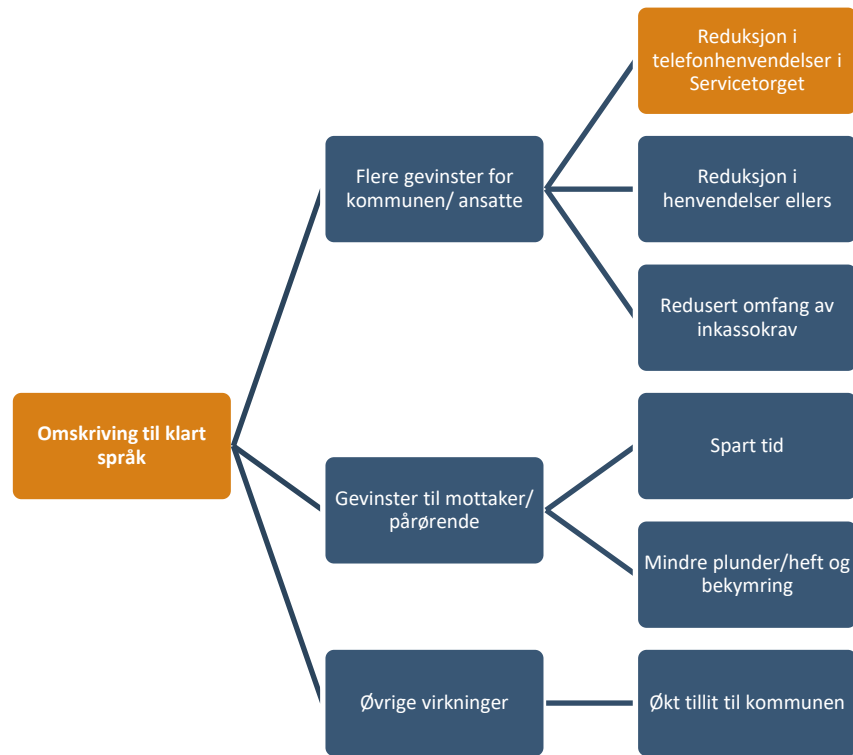 Reduksjon i
telefonhenvendelser i
Servicetorget
Flere gevinster for
kommunen/ ansatte
Reduksjon i
henvendelser ellers
Redusert omfang av
inkassokrav
Omskriving til klart
språk
Spart tid
Gevinster til mottaker/
pårørende
Mindre plunder/heft og
bekymring
Øvrige virkninger
Økt tillit til kommunen